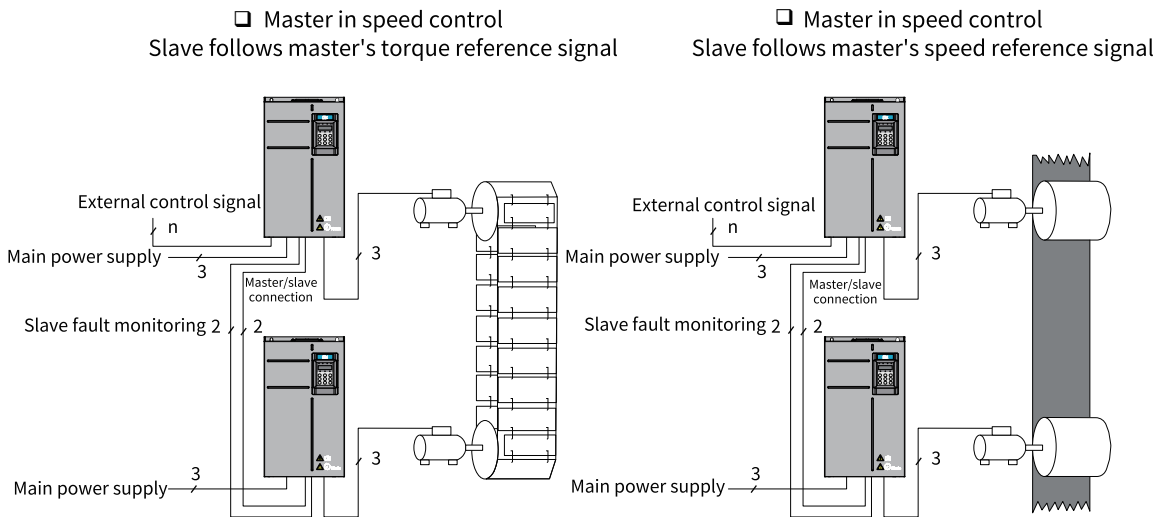 ❑ Master in speed control
Slave follows master's torque reference signal
External control signal
n
Main power supply
3
3
Master/slave
connection
Slave fault monitoring 2
2
3
3
Main power supply
❑ Master in speed control
Slave follows master's speed reference signal
External control signal
n
Main power supply
3
3
Master/slave
connection
Slave fault monitoring 2
2
3
3
Main power supply